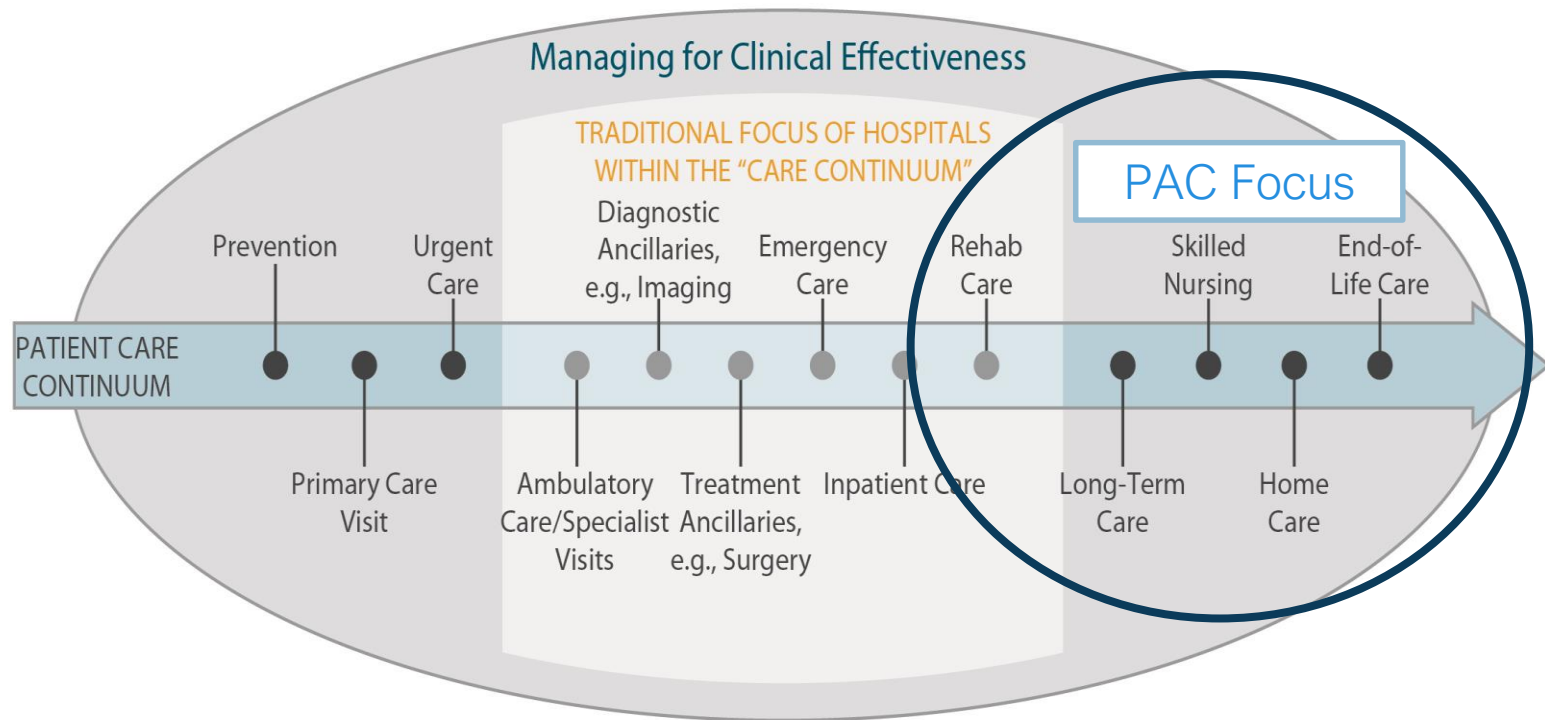 Managing for Clinical Effectiveness
TRADITIONAL FOCUS OF HOSPITALS
WITHIN THE “CARE CONTINUUM”
PAC Focus
Prevention
Urgent
Care
Diagnostic
Ancillaries,
e.g., Imaging
Emergency
Care
Rehab
Care
Skilled
Nursing
End-of-
Life Care
PATIENT CARE
CONTINUUM
Primary Care
Visit
Ambulatory
Care/Specialist
Visits
Treatment
Ancillaries,
e.g., Surgery
Inpatient Care
Long-Term
Care
Home
Care